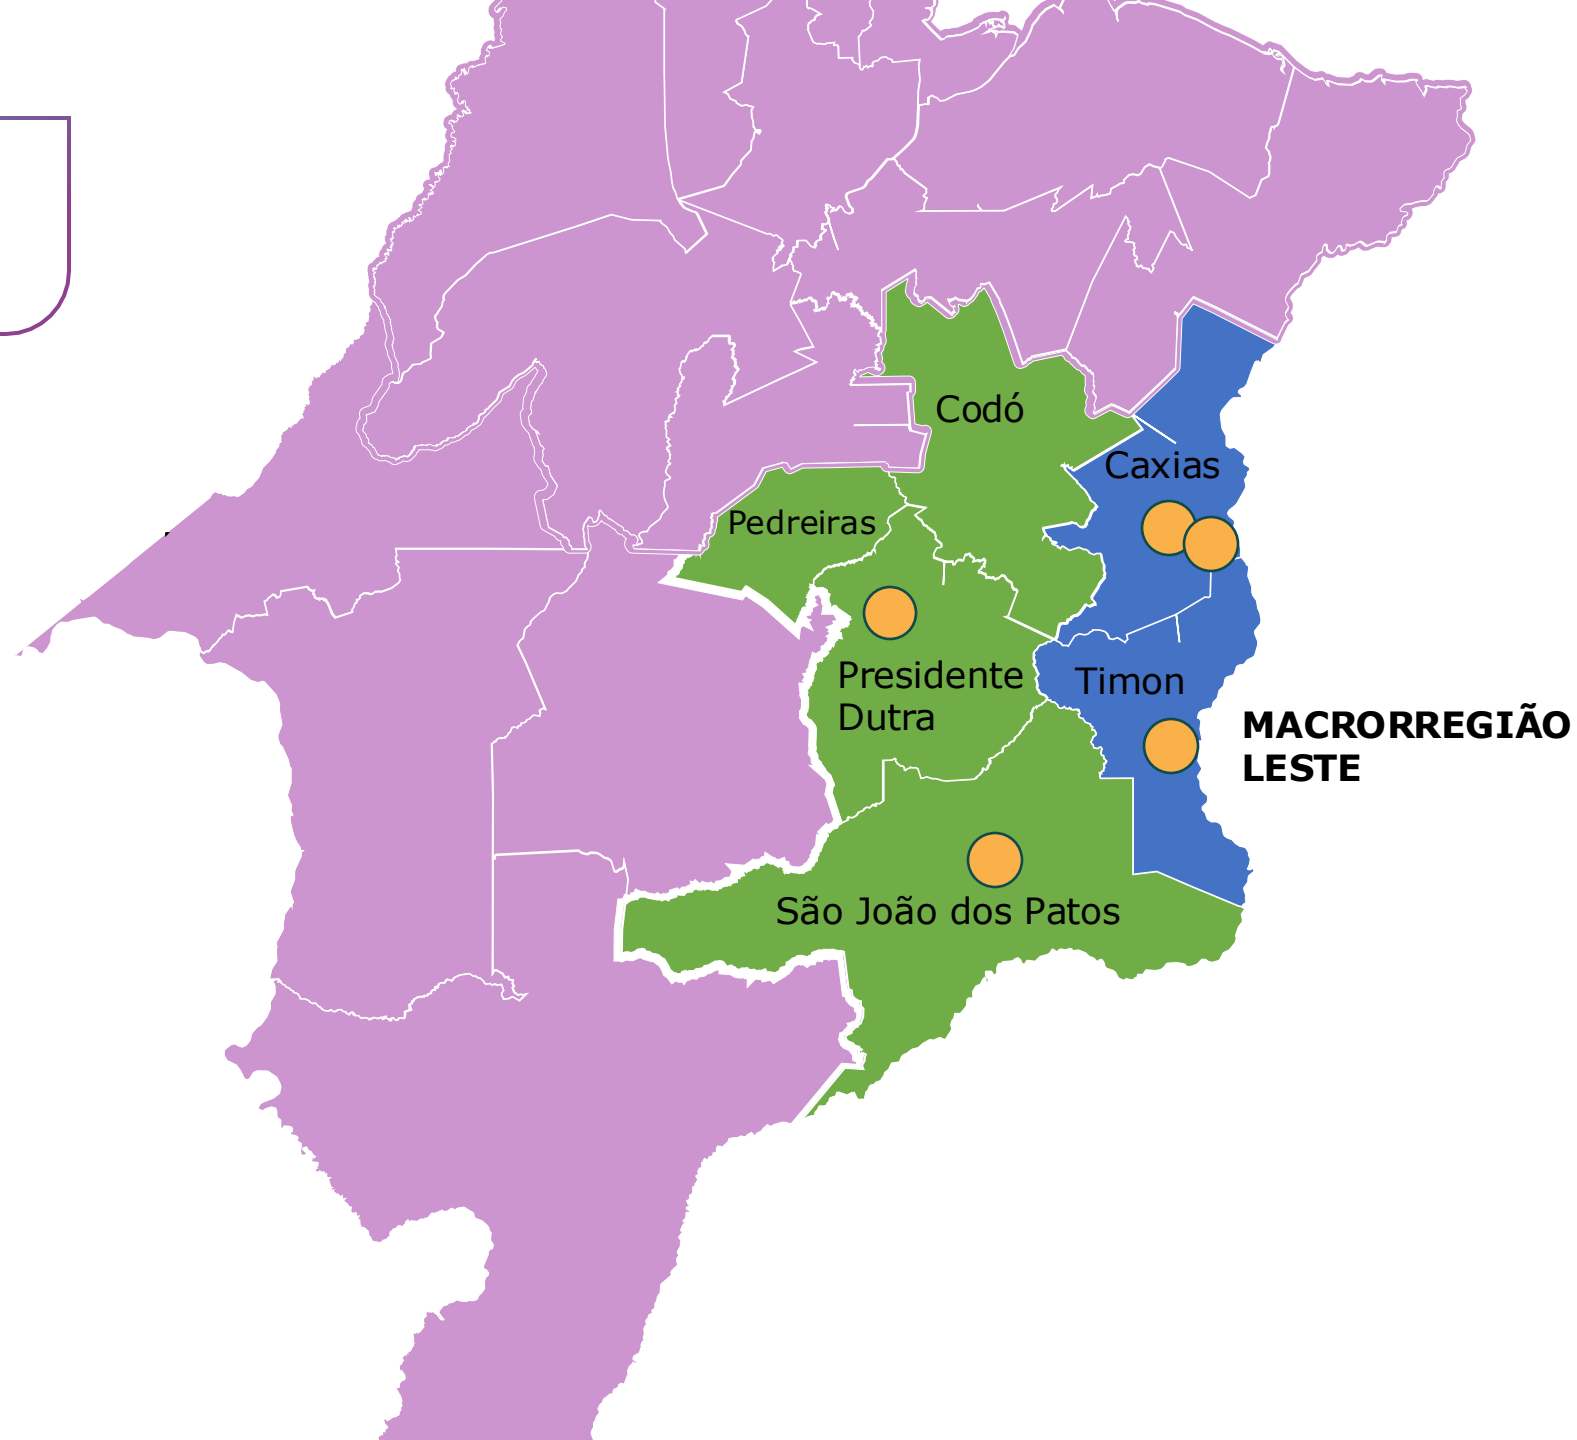 Codó
Caxias
Pedreiras
Presidente
Dutra
Timon
MACRORREGIÃO
LESTE
São João dos Patos